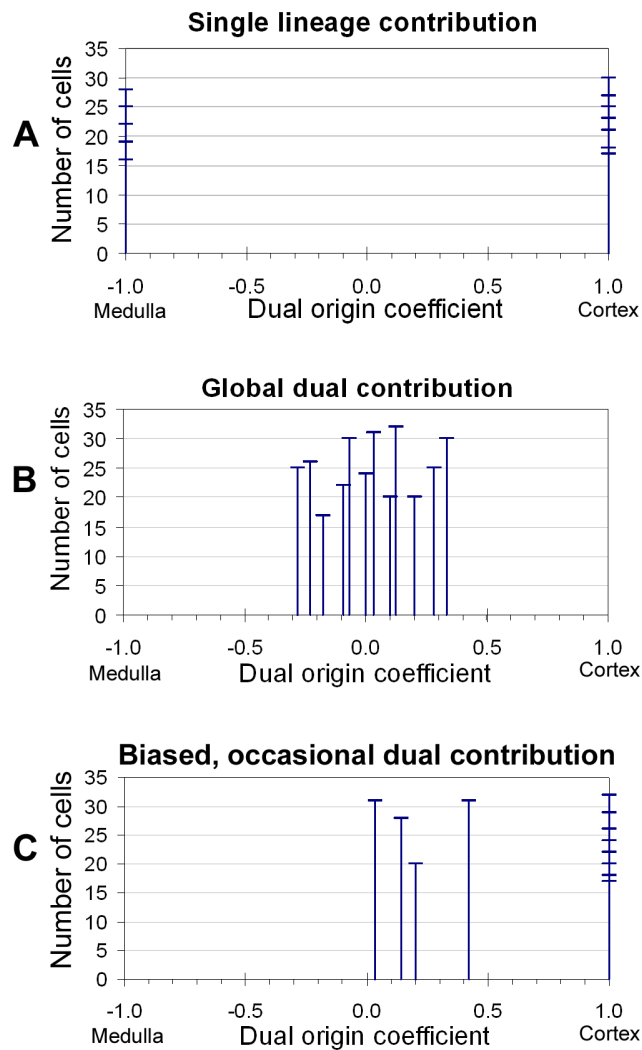 Single lineage contribution
A
Number of cells
35
30
25
20
15
10
5
0
-1.0 -0.5 0.0 0.5 1.0
Medulla Dual origin coefficient Cortex
Global dual contribution
B
Number of cells
35
30
25
20
15
10
5
0
-1.0 -0.5 0.0 0.5 1.0
Medulla Dual origin coefficient Cortex
Biased, occasional dual contribution
C
Number of cells
35
30
25
20
15
10
5
0
-1.0 -0.5 0.0 0.5 1.0
Medulla Dual origin coefficient Cortex